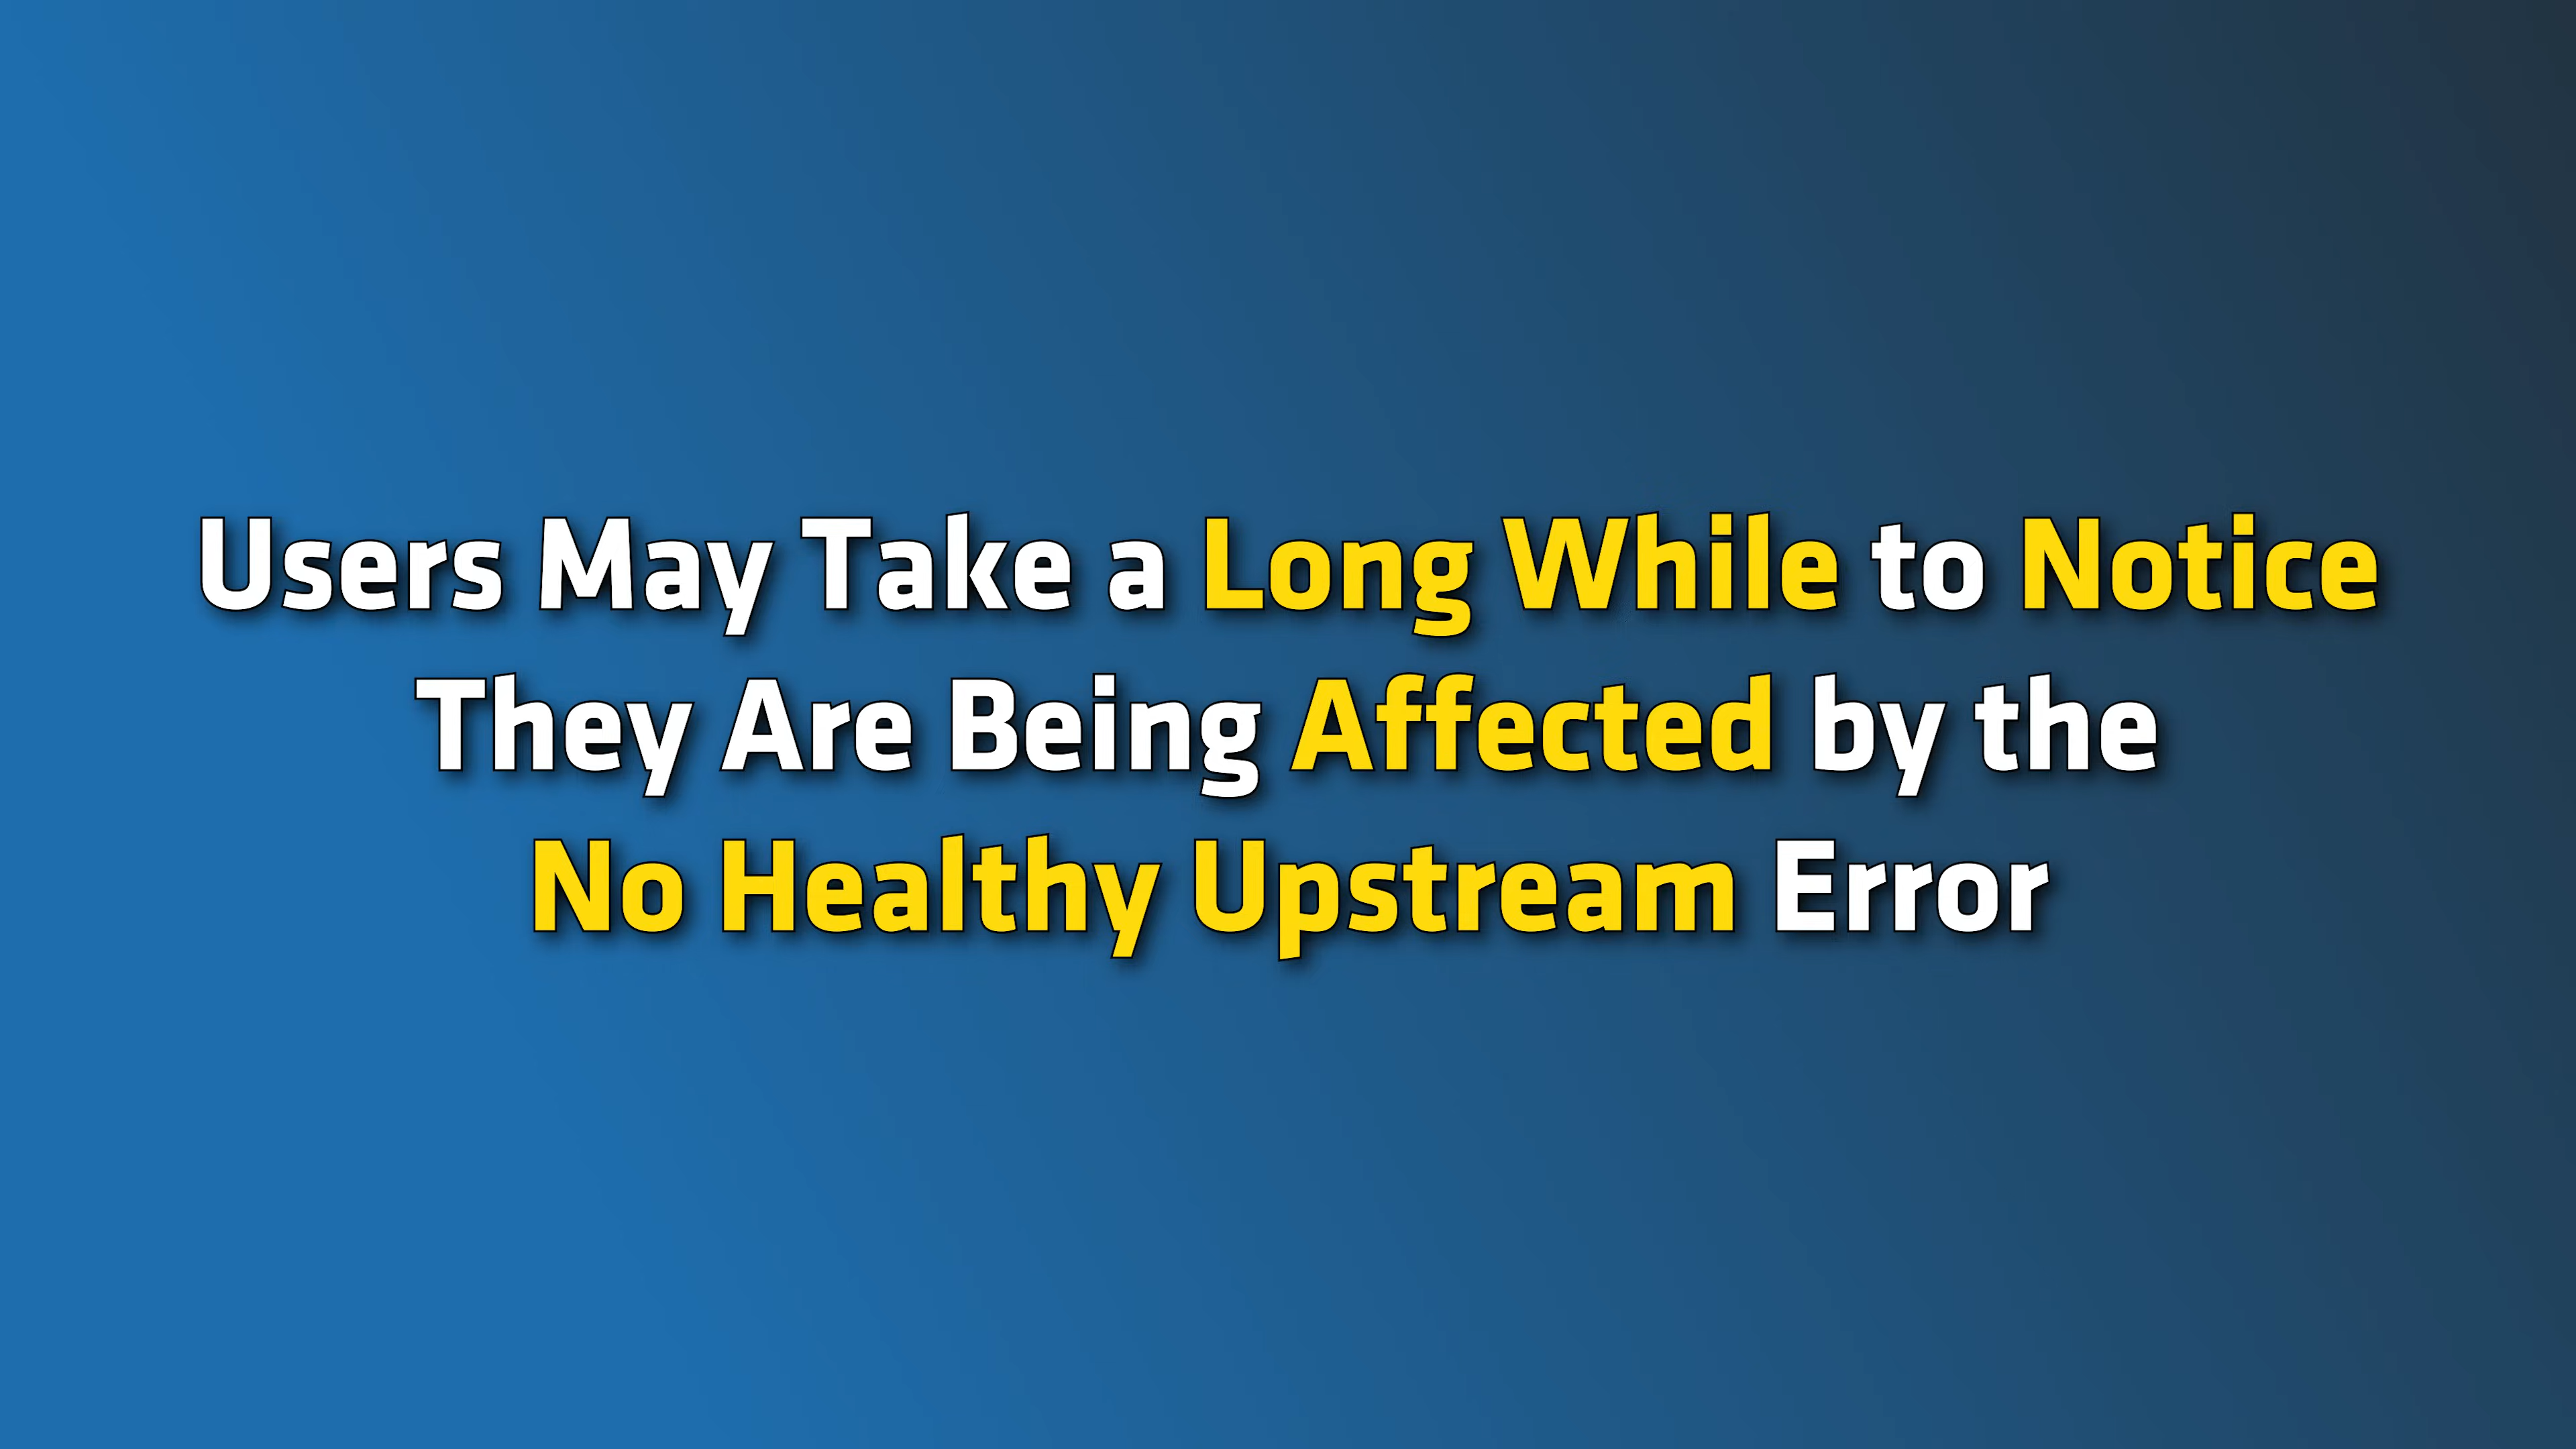 Users May Take a Long While to Notice
They Are Being Affected by the
No Healthy Upstream Error